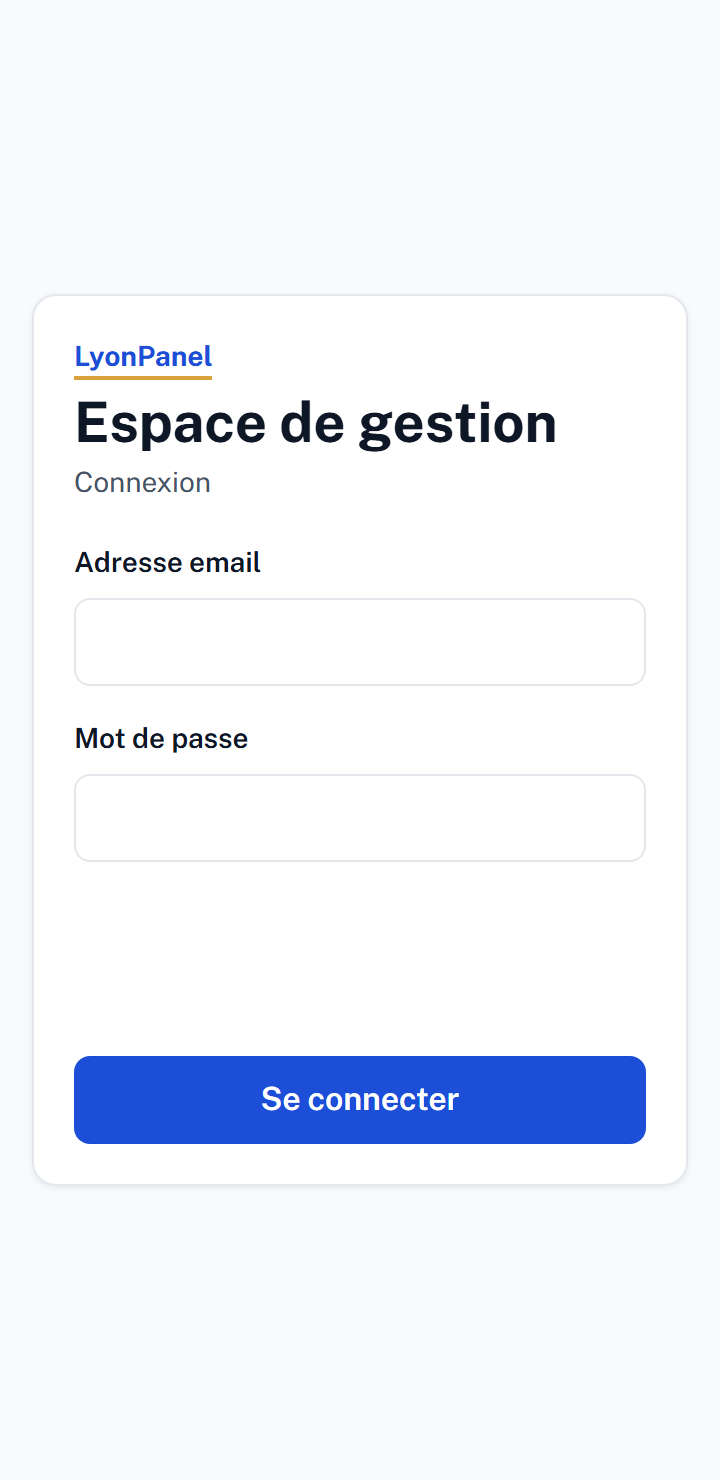 LyonPanel
Espace de gestion
Connexion
Adresse email
Mot de passe
Se connecter